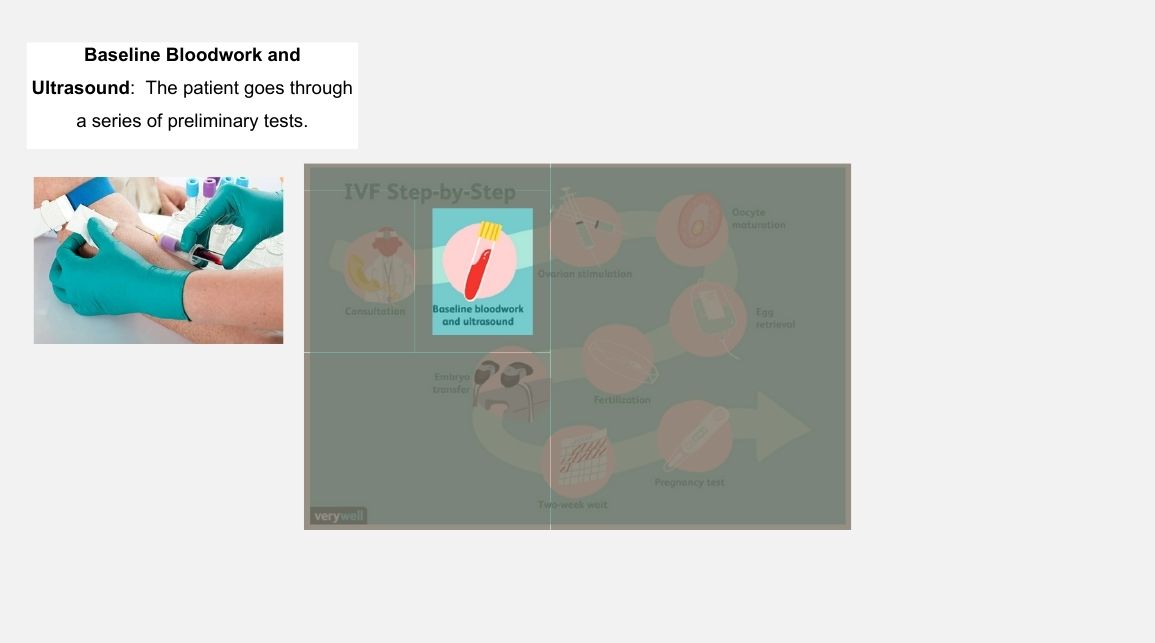 Baseline Bloodwork and
Ultrasound:  The patient goes through
a series of preliminary tests.
IVF Step-by-Step
Consultation
Baseline bloodwork
and ultrasound
Ovarian stimulation
Oocyte
maturation
Egg
retrieval
Fertilization
Embryo
transfer
Two-week wait
Pregnancy test
verywell